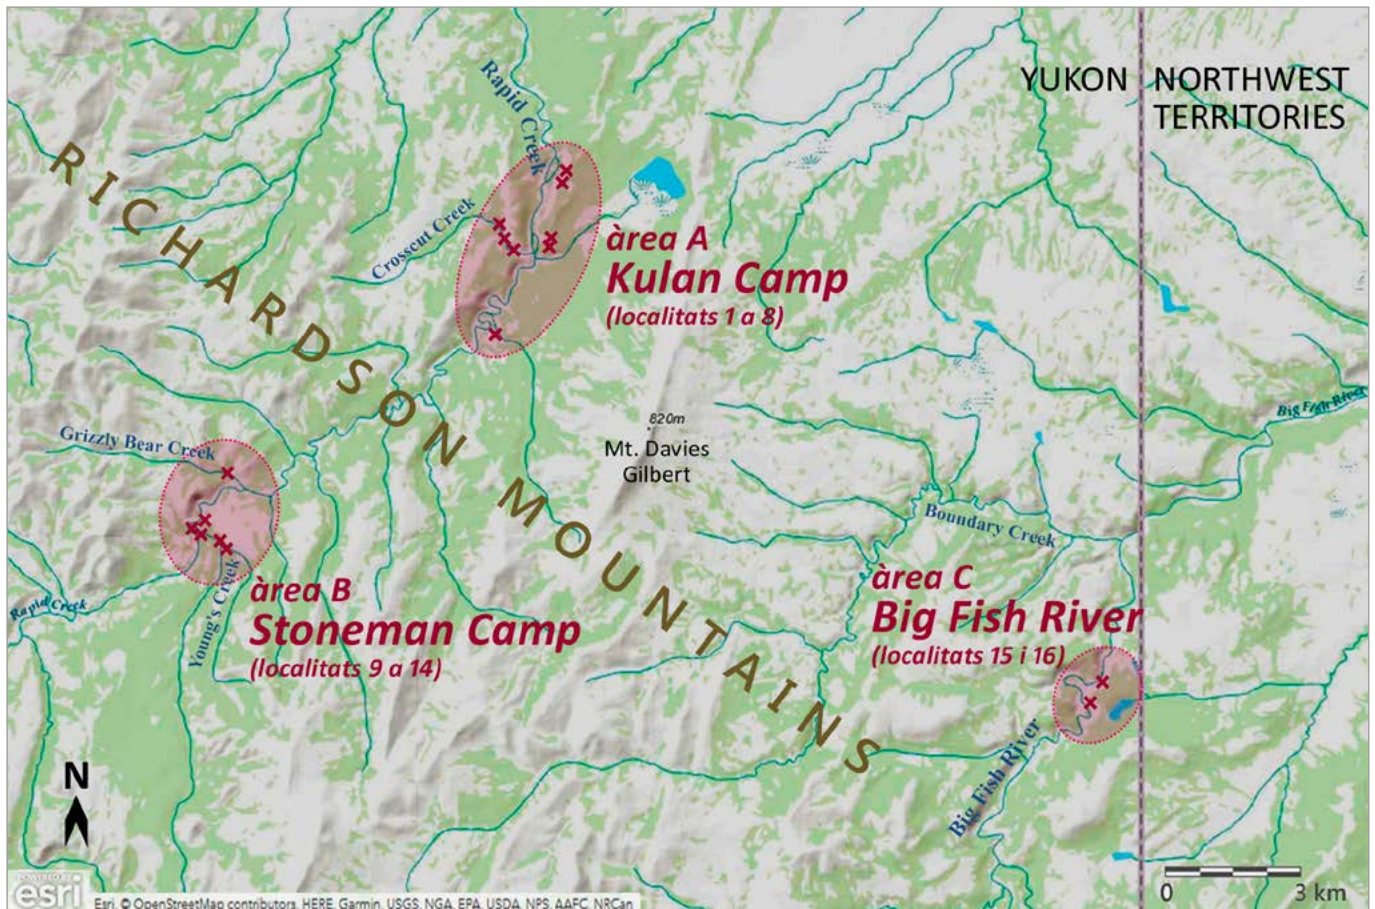 YUKON
NORTHWEST
TERRITORIES
Rapid Creek
RICHARDSON MOUNTAINS
Crosscut Creek
àrea A
Kulan Camp
(localitats 1 a 8)
Big Fish River
820m
Mt. Davies
Gilbert
Grizzly Bear Creek
Boundary Creek
àrea B
Stoneman Camp
(localitats 9 a 14)
Rapid Creek
Young's Creek
àrea C
Big Fish River
(localitats 15 i 16)
Big Fish River
N
0 3 km
POWERED BY
esri
Esri, © OpenStreetMap contributors, HERE, Garmin, USGS, NGA, EPA, USDA, NPS, AAFC, NRCan